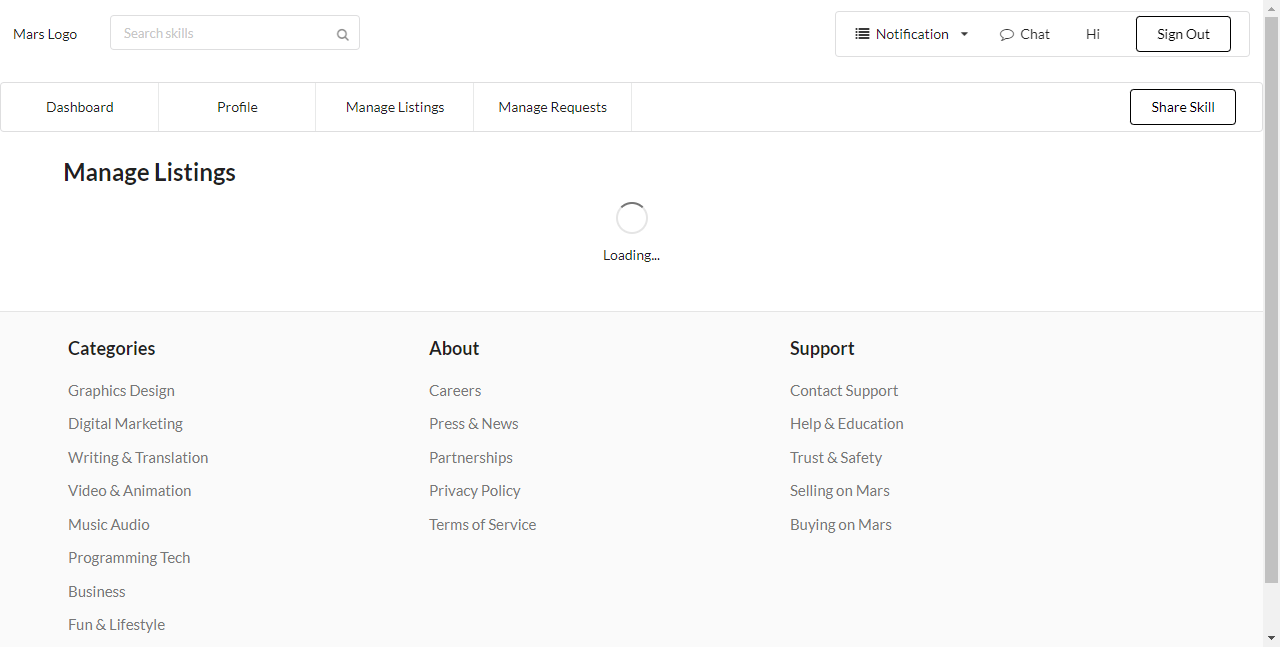 Mars Logo
Search skills
Notification
Chat
Hi
Sign Out
Dashboard
Profile
Manage Listings
Manage Requests
Share Skill
Manage Listings
Loading...
Categories
Graphics Design
Digital Marketing
Writing & Translation
Video & Animation
Music Audio
Programming Tech
Business
Fun & Lifestyle
About
Careers
Press & News
Partnerships
Privacy Policy
Terms of Service
Support
Contact Support
Help & Education
Trust & Safety
Selling on Mars
Buying on Mars